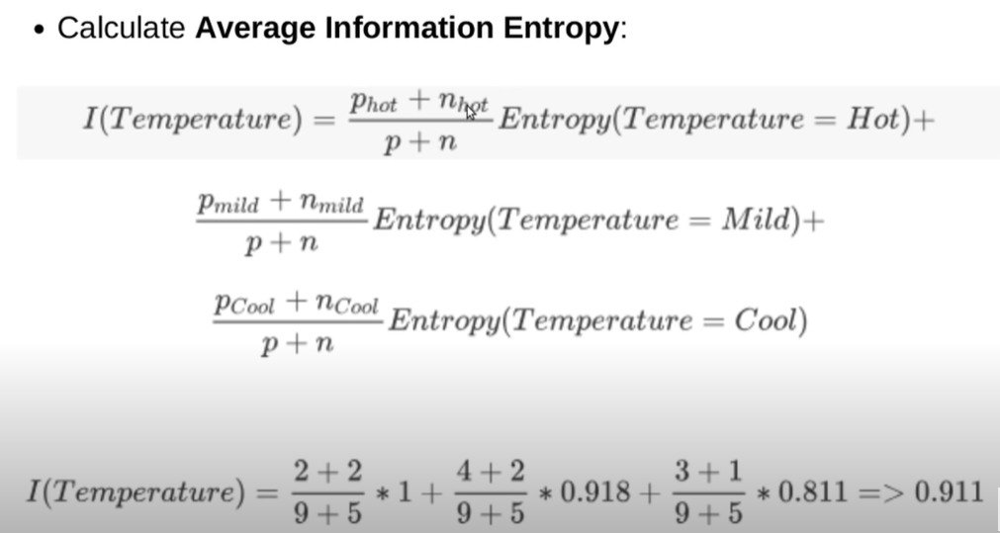 • Calculate Average Information Entropy:
I(Temperature) = \frac{p_{hot} + n_{hot}}{p + n} Entropy(Temperature = Hot)+
\frac{p_{mild} + n_{mild}}{p + n} Entropy(Temperature = Mild)+
\frac{p_{Cool} + n_{Cool}}{p + n} Entropy(Temperature = Cool)
I(Temperature) = \frac{2 + 2}{9 + 5} * 1 + \frac{4 + 2}{9 + 5} * 0.918 + \frac{3 + 1}{9 + 5} * 0.811 => 0.911